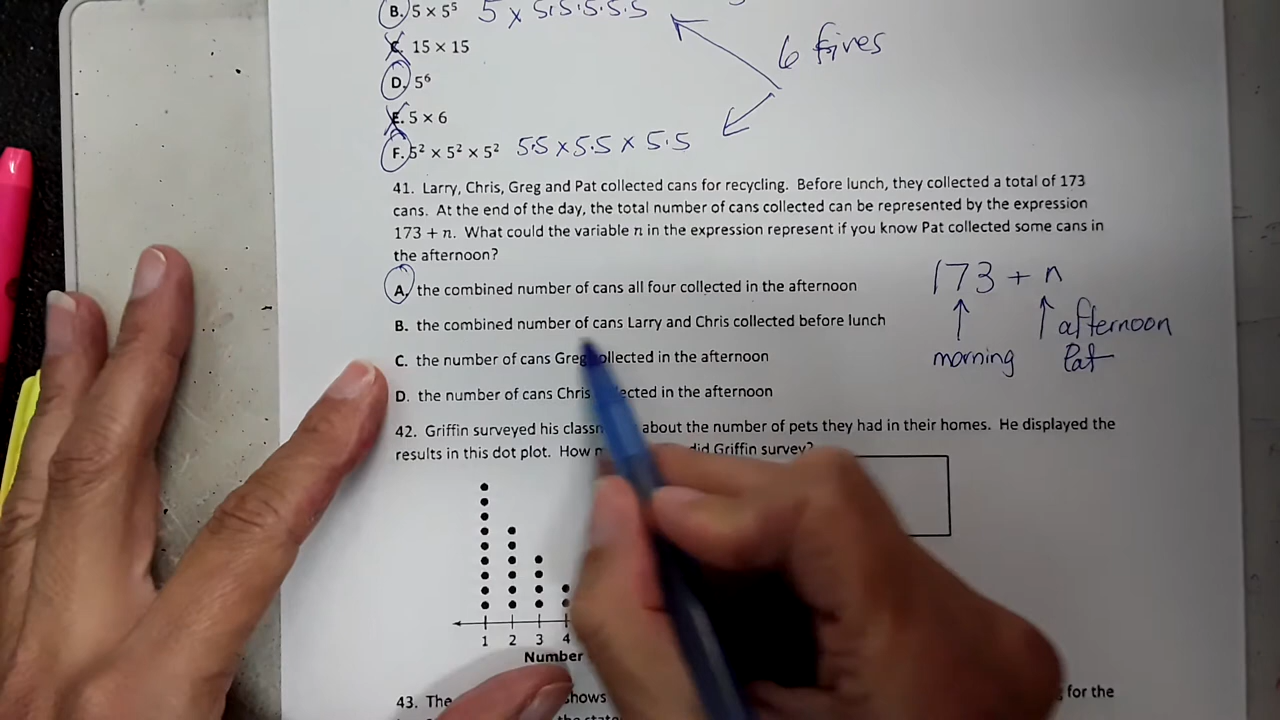 B. 5 × 5⁵ 5 × 5.5.5.5.5
6 fives
C. 15 × 15
D. 5⁶
E. 5 × 6
F. 5² × 5² × 5² 5.5 × 5.5 × 5.5
41. Larry, Chris, Greg and Pat collected cans for recycling. Before lunch, they collected a total of 173
cans. At the end of the day, the total number of cans collected can be represented by the expression
173 + n. What could the variable n in the expression represent if you know Pat collected some cans in
the afternoon?
A. the combined number of cans all four collected in the afternoon
173 + n
B. the combined number of cans Larry and Chris collected before lunch
afternoon
C. the number of cans Greg collected in the afternoon
morning Pat
D. the number of cans Chris collected in the afternoon
42. Griffin surveyed his about the number of pets they had in their homes. He displayed the
results in this dot plot. How did Griffin survey?
1 2 3 4
Number
43. The shows for the